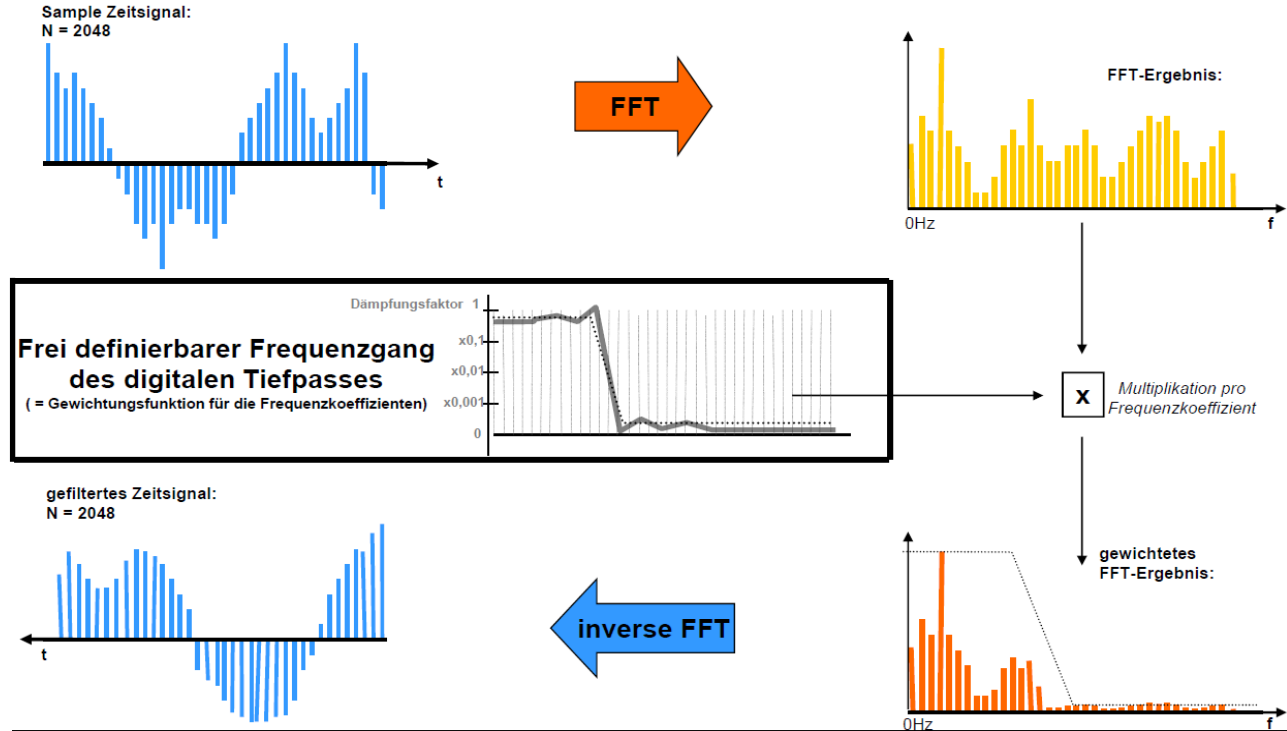 Sample Zeitsignal:
N = 2048
t
FFT
FFT-Ergebnis:
0Hz
f
Frei definierbarer Frequenzgang
des digitalen Tiefpasses
( = Gewichtungsfunktion für die Frequenzkoeffizienten)
Dämpfungsfaktor 1
x0,1
x0,01
x0,001
0
x
Multiplikation pro
Frequenzkoeffizient
gefiltertes Zeitsignal:
N = 2048
t
inverse FFT
gewichtetes
FFT-Ergebnis:
0Hz
f